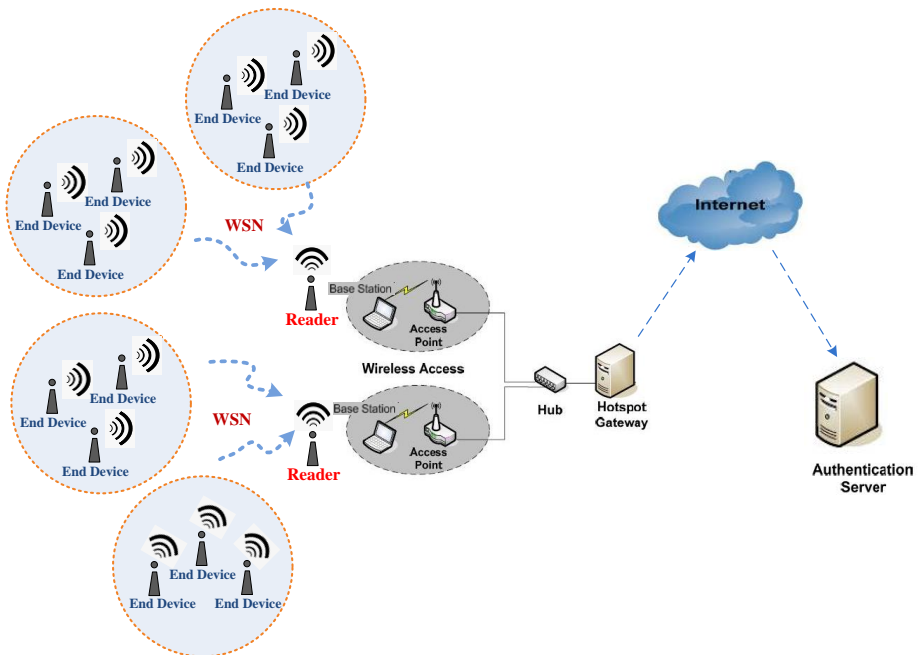 End Device
End Device
End Device
End Device
End Device
End Device
WSN
Reader
Base Station
Access
Point
Wireless Access
Internet
End Device
End Device
End Device
WSN
Reader
Base Station
Access
Point
Hub
Hotspot
Gateway
Authentication
Server
End Device
End Device
End Device